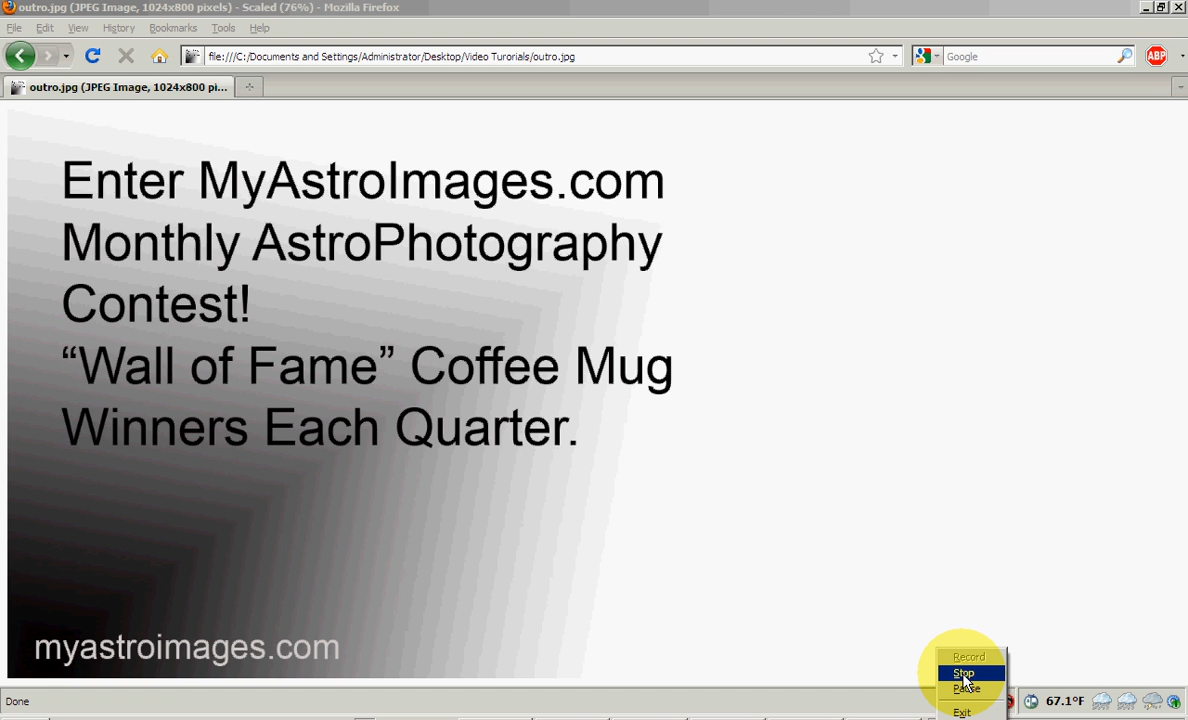 outro.jpg (JPEG Image, 1024x800 pixels) - Scaled (76%) - Mozilla Firefox
File Edit View History Bookmarks Tools Help
file:///C:/Documents and Settings/Administrator/Desktop/Video Turorials/outro.jpg
Google
ABP
outro.jpg (JPEG Image, 1024x800 pi...
Enter MyAstroImages.com
Monthly AstroPhotography
Contest!
“Wall of Fame” Coffee Mug
Winners Each Quarter.
myastroimages.com
Record
Stop
Pause
Exit
Done
67.1°F